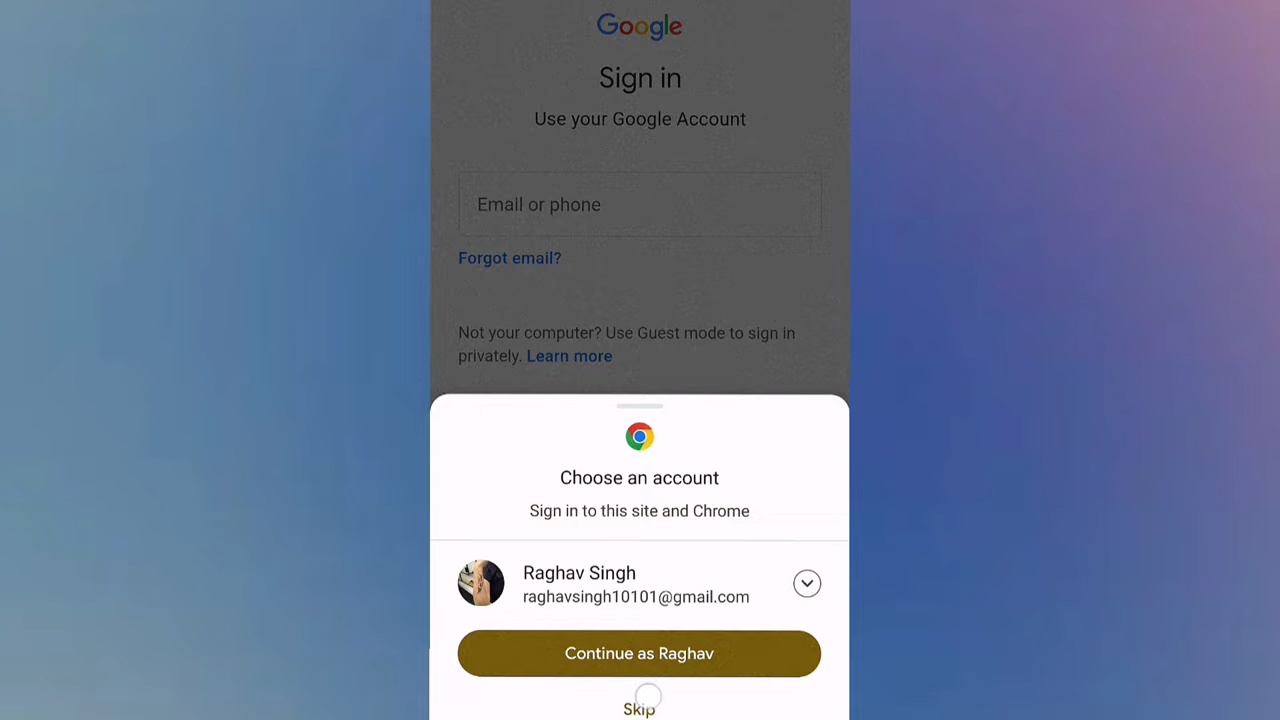 Google
Sign in
Use your Google Account
Email or phone
Forgot email?
Not your computer? Use Guest mode to sign in
privately. Learn more
Choose an account
Sign in to this site and Chrome
Raghav Singh
raghavsingh10101@gmail.com
Continue as Raghav
Skip